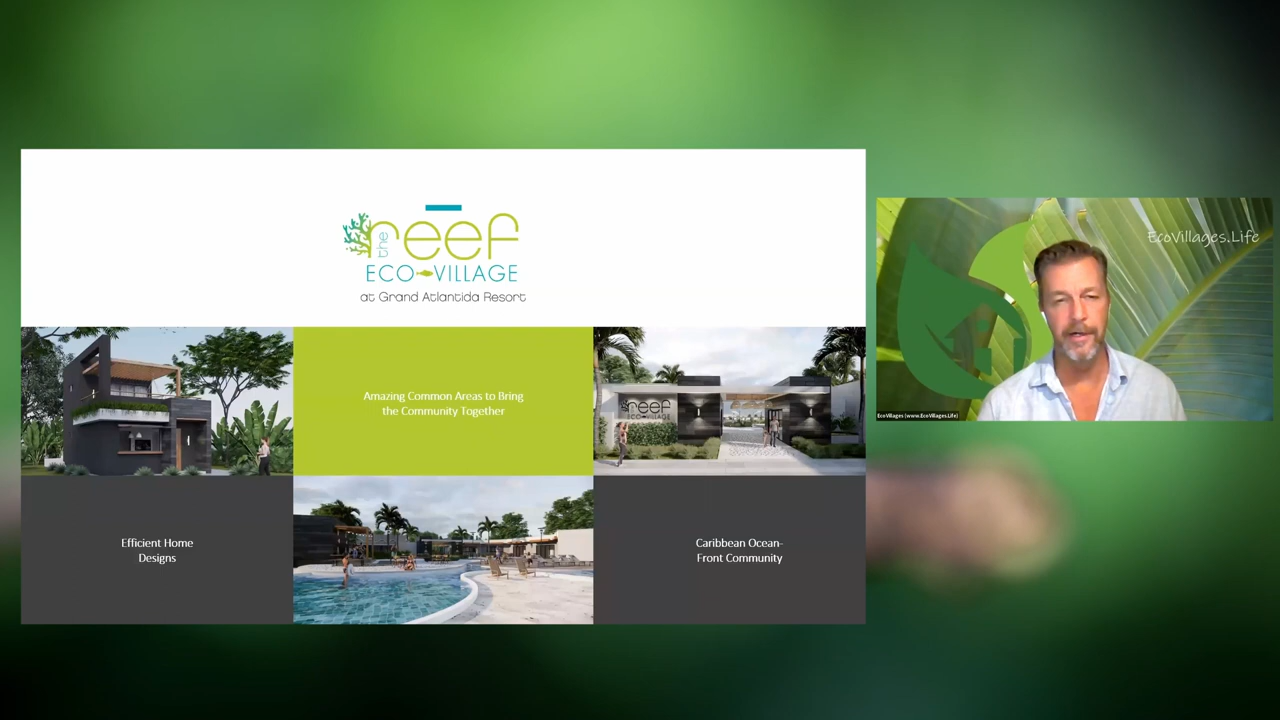 the reef
ECO VILLAGE
at Grand Atlantida Resort
Amazing Common Areas to Bring
the Community Together
reef
ECO VILLAGE
Efficient Home
Designs
Caribbean Ocean-
Front Community
EcoVillages.Life
EcoVillages (www.EcoVillages.Life)